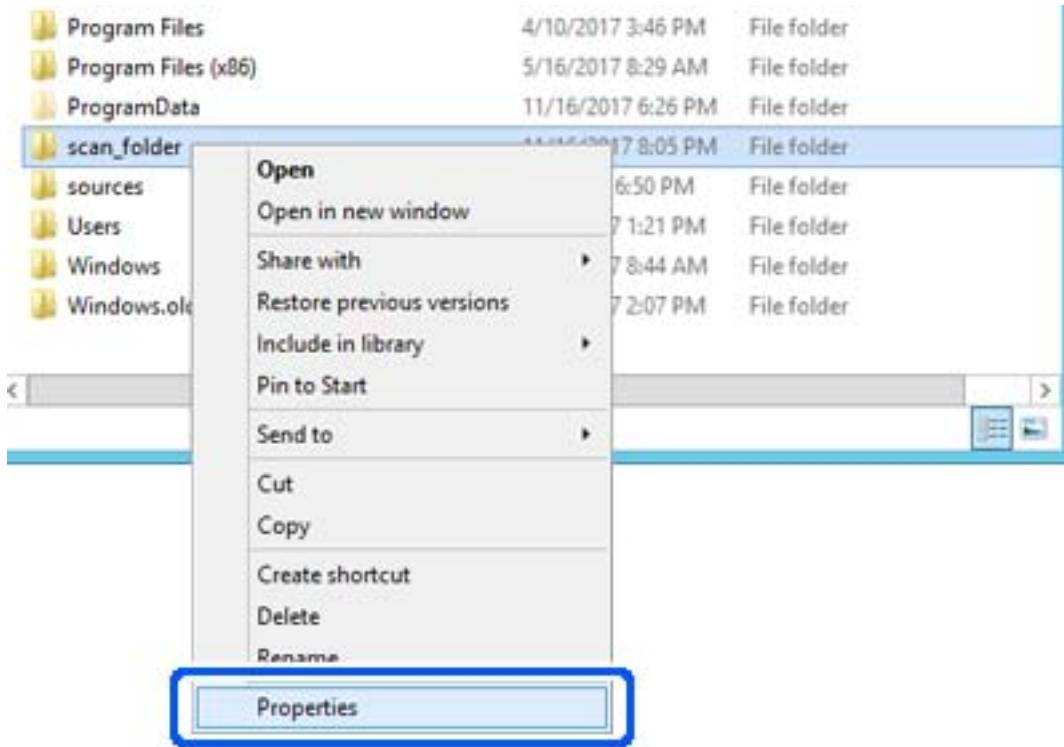 Program Files 4/10/2017 3:46 PM File folder
Program Files (x86) 5/16/2017 8:29 AM File folder
ProgramData 11/16/2017 6:26 PM File folder
scan_folder 7 8:05 PM File folder
sources 6:50 PM File folder
Users 7 1:21 PM File folder
Windows 7 8:44 AM File folder
Windows.old 7 2:07 PM File folder
Open
Open in new window
Share with
Restore previous versions
Include in library
Pin to Start
Send to
Cut
Copy
Create shortcut
Delete
Rename
Properties